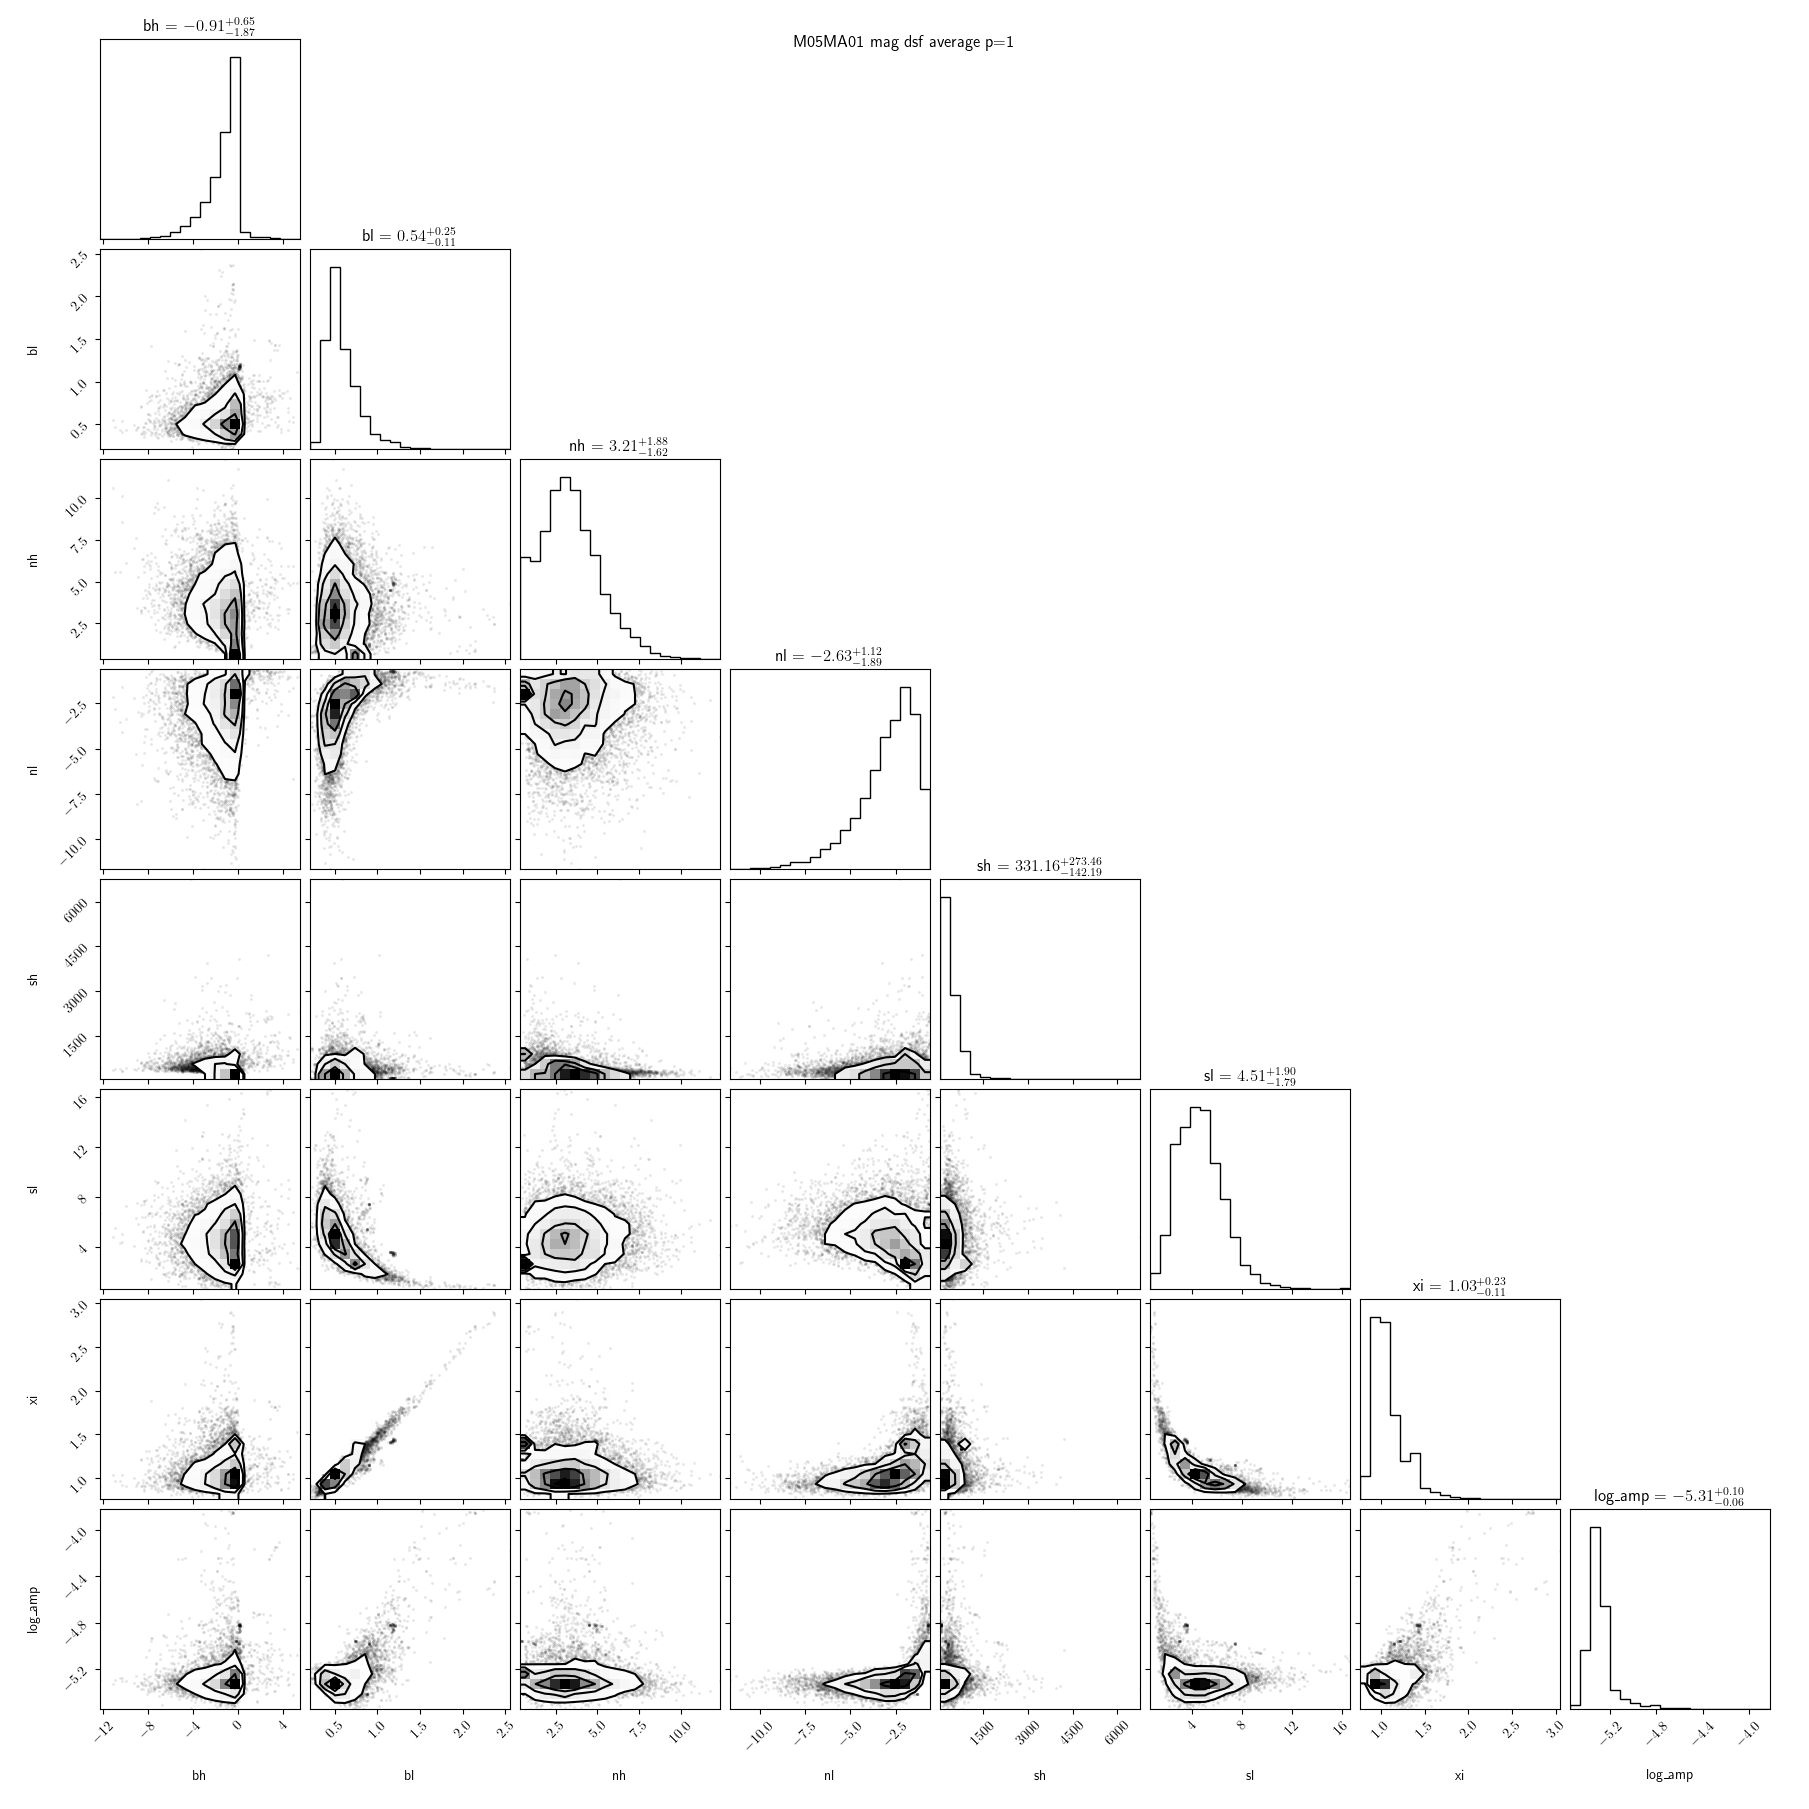 M05MA01 mag dsf average p=1
bh = −0.91+0.65 −1.87
bl = 0.54+0.25 −0.11
nh = 3.21+1.88 −1.62
nl = −2.63+1.12 −1.89
sh = 331.16+273.46 −142.19
sl = 4.51+1.90 −1.79
xi = 1.03+0.23 −0.11
log_amp = −5.31+0.10 −0.06
bl
2.5
2.0
1.5
1.0
0.5
nh
10.0
7.5
5.0
2.5
nl
−2.5
−5.0
−7.5
−10.0
sh
6000
4500
3000
1500
sl
16
12
8
4
xi
3.0
2.5
2.0
1.5
1.0
log_amp
−4.0
−4.4
−4.8
−5.2
−12 −8 −4 0 4
0.5 1.0 1.5 2.0 2.5
2.5 5.0 7.5 10.0
−10.0 −7.5 −5.0 −2.5
1500 3000 4500 6000
4 8 12 16
1.0 1.5 2.0 2.5 3.0
−5.2 −4.8 −4.4 −4.0
bh bl nh nl sh sl xi log_amp